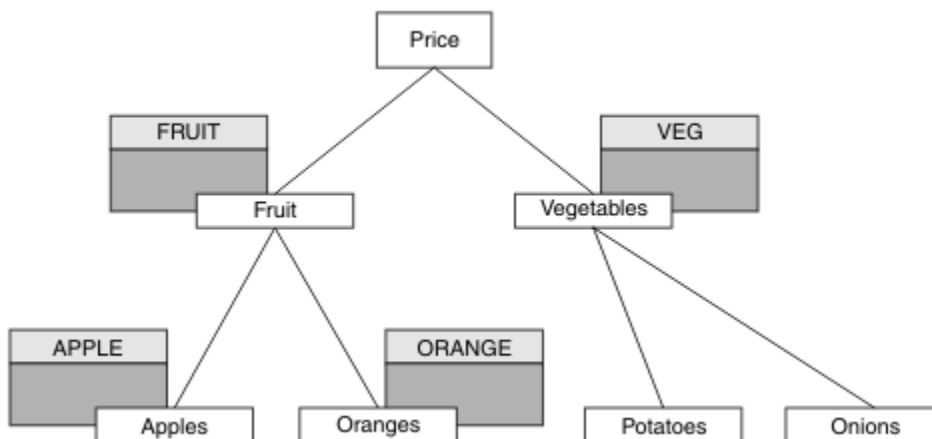 Price
FRUIT
VEG
Fruit
Vegetables
APPLE
ORANGE
Apples
Oranges
Potatoes
Onions